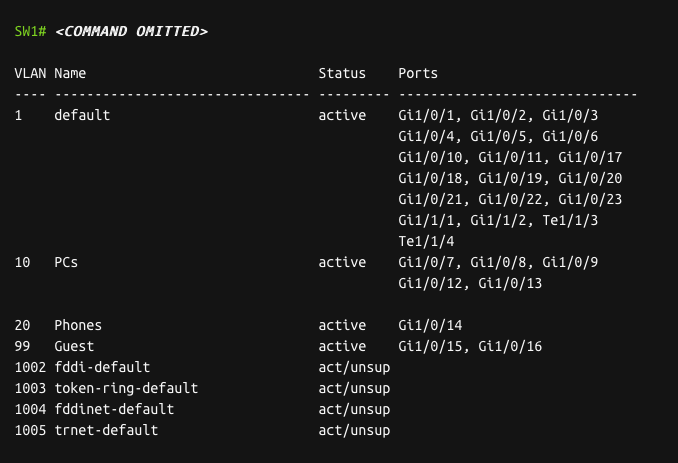 SW1# <COMMAND OMITTED>
VLAN Name                             Status    Ports
---- -------------------------------- --------- ------------------------------
1    default                          active    Gi1/0/1, Gi1/0/2, Gi1/0/3
                                                Gi1/0/4, Gi1/0/5, Gi1/0/6
                                                Gi1/0/10, Gi1/0/11, Gi1/0/17
                                                Gi1/0/18, Gi1/0/19, Gi1/0/20
                                                Gi1/0/21, Gi1/0/22, Gi1/0/23
                                                Gi1/1/1, Gi1/1/2, Te1/1/3
                                                Te1/1/4
10   PCs                              active    Gi1/0/7, Gi1/0/8, Gi1/0/9
                                                Gi1/0/12, Gi1/0/13
20   Phones                           active    Gi1/0/14
99   Guest                            active    Gi1/0/15, Gi1/0/16
1002 fddi-default                     act/unsup
1003 token-ring-default               act/unsup
1004 fddinet-default                  act/unsup
1005 trnet-default                    act/unsup